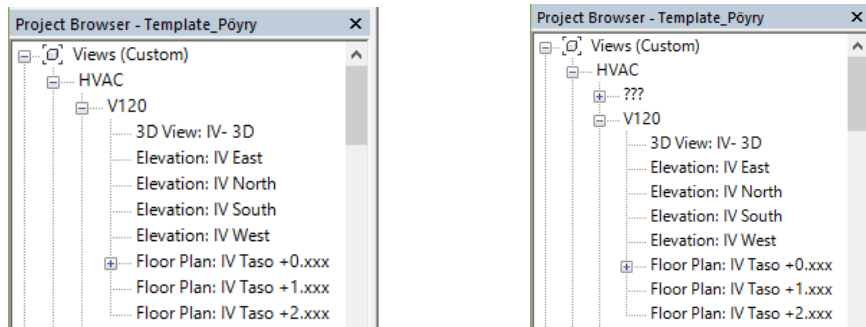 Project Browser - Template_Pöyry
Views (Custom)
HVAC
V120
3D View: IV- 3D
Elevation: IV East
Elevation: IV North
Elevation: IV South
Elevation: IV West
Floor Plan: IV Taso +0.xxx
Floor Plan: IV Taso +1.xxx
Floor Plan: IV Taso +2.xxx
Project Browser - Template_Pöyry
Views (Custom)
HVAC
???
V120
3D View: IV- 3D
Elevation: IV East
Elevation: IV North
Elevation: IV South
Elevation: IV West
Floor Plan: IV Taso +0.xxx
Floor Plan: IV Taso +1.xxx
Floor Plan: IV Taso +2.xxx